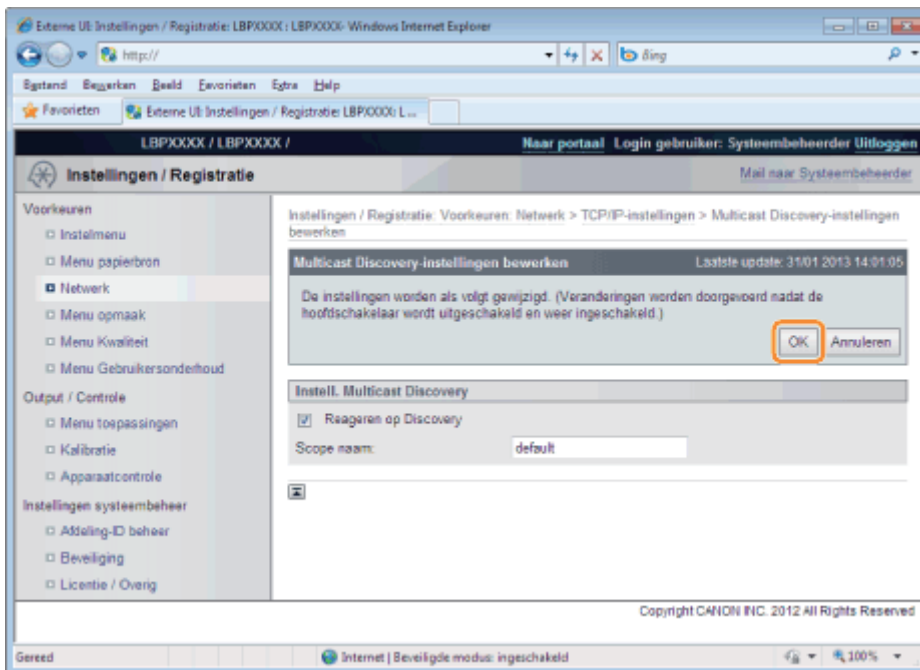 Externe UI: Instellingen / Registratie: LBPXXXX : LBPXXXX- Windows Internet Explorer
http://
Bing
Bestand Bewerken Beeld Favorieten Extra Help
Favorieten
Externe UI: Instellingen / Registratie: LBPXXXX: L...
LBPXXXX / LBPXXXX /
Naar portaal Login gebruiker: Systeembeheerder Uitloggen
Instellingen / Registratie
Mail naar Systeembeheerder
Voorkeuren
Instelmenu
Menu papierbron
Netwerk
Menu opmaak
Menu Kwaliteit
Menu Gebruikersonderhoud
Output / Controle
Menu toepassingen
Kalibratie
Apparaatcontrole
Instellingen systeembeheer
Afdeling-ID beheer
Beveiliging
Licentie / Overig
Instellingen / Registratie: Voorkeuren: Netwerk > TCP/IP-instellingen > Multicast Discovery-instellingen
bewerken
Multicast Discovery-instellingen bewerken
Laatste update: 31/01 2013 14:01:05
De instellingen worden als volgt gewijzigd. (Veranderingen worden doorgevoerd nadat de
hoofdschakelaar wordt uitgeschakeld en weer ingeschakeld.)
OK Annuleren
Instell. Multicast Discovery
Reageren op Discovery
Scope naam: default
Copyright CANON INC. 2012 All Rights Reserved
Gereed
Internet | Beveiligde modus: ingeschakeld
100%